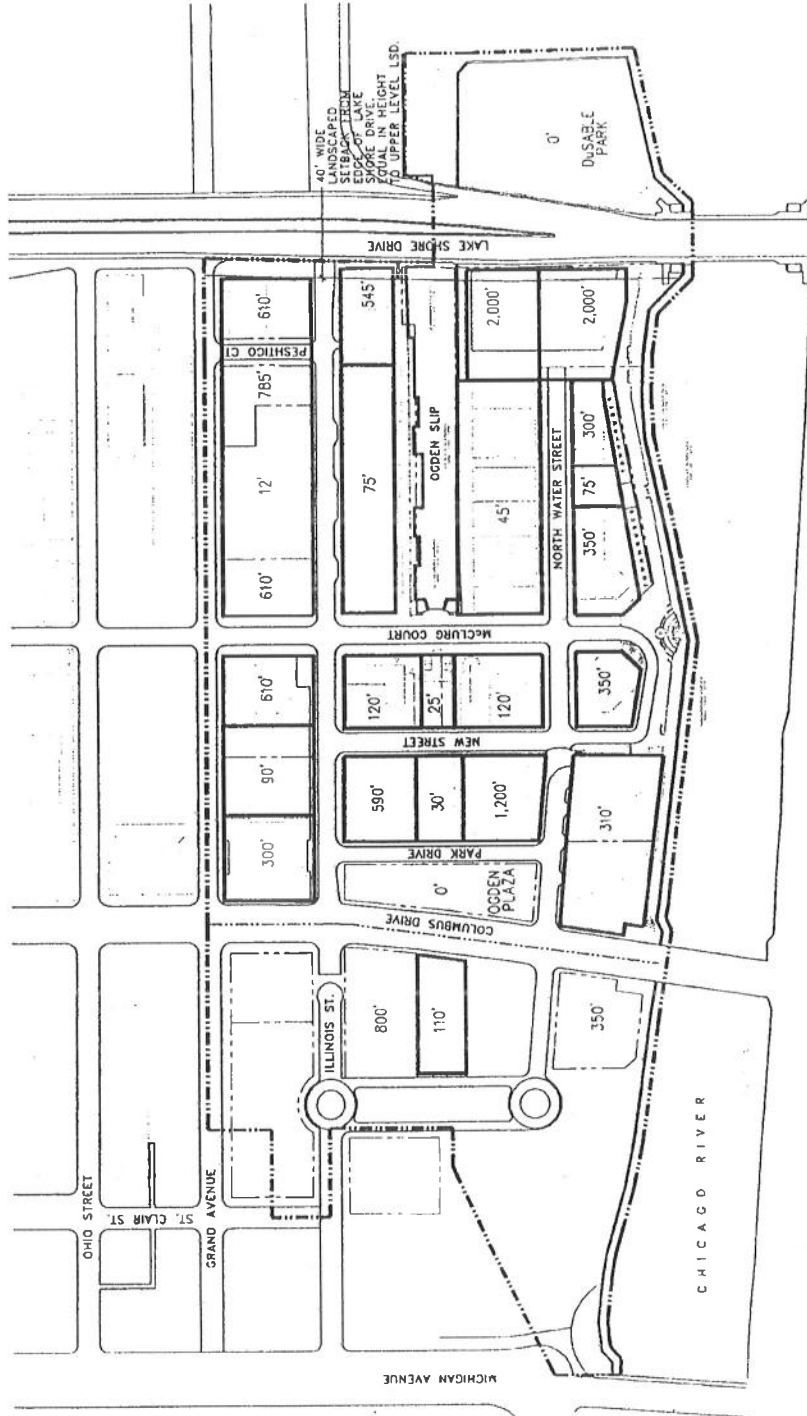 OHIO STREET
ST. CLAIR ST.
GRAND AVENUE
MICHIGAN AVENUE
300'
90'
610'
610'
12'
785'
PESHTIGO CT
610'
ILLINOIS ST.
40' WIDE
LANDSCAPED
SETBACK FROM
EDGE OF LAKE
SHORE DRIVE.
EQUAL IN HEIGHT
TO UPPER LEVEL LSD.
LAKE SHORE DRIVE
800'
110'
COLUMBUS DRIVE
0'
OGDEN
PLAZA
PARK DRIVE
590'
30'
1,200'
NEW STREET
120'
25'
120'
McCLURG COURT
75'
545'
OGDEN SLIP
45'
2,000'
2,000'
NORTH WATER STREET
350'
310'
350'
350'
75'
300'
0'
DuSABLE
PARK
CHICAGO RIVER